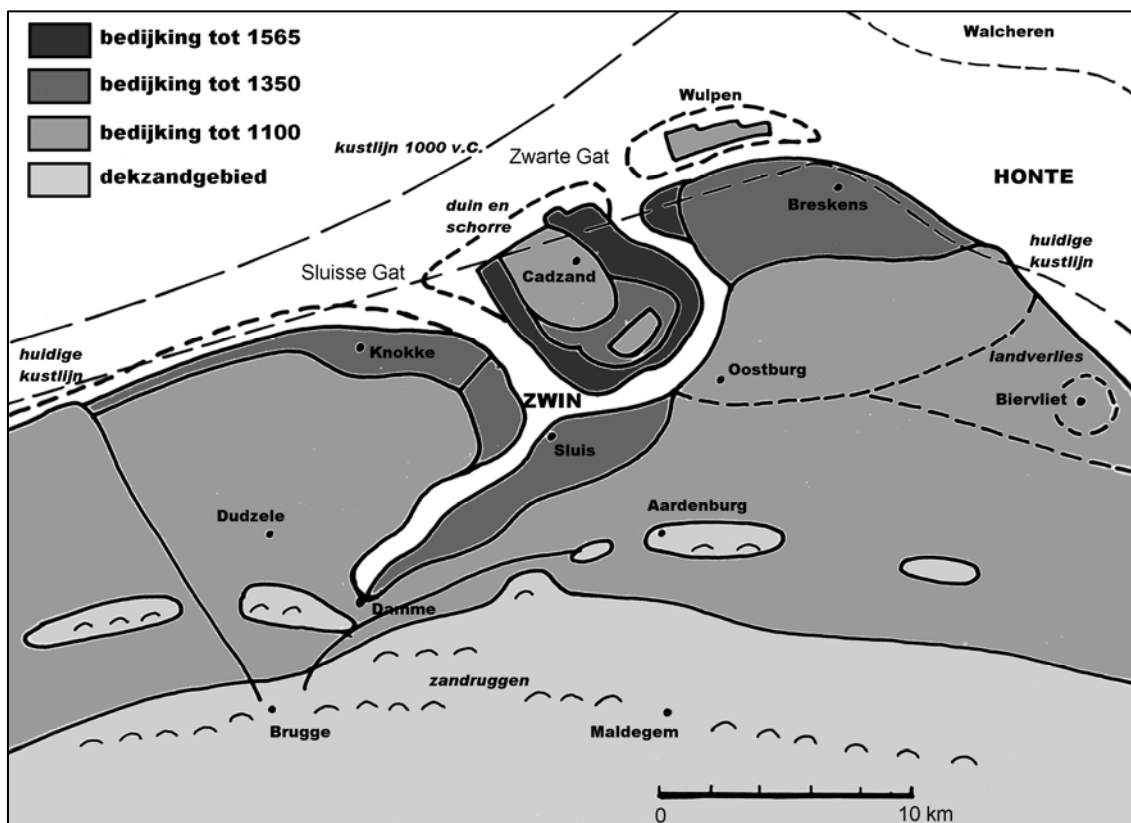 bedijking tot 1565
bedijking tot 1350
bedijking tot 1100
dekzandgebied
Walcheren
Wulpen
kustlijn 1000 v.C.
Zwarte Gat
HONTE
Breskens
duin en
schorre
huidige
kustlijn
Sluisse Gat
Cadzand
huidige
kustlijn
Knokke
landverlies
Oostburg
Biervliet
ZWIN
Sluis
Dudzele
Aardenburg
Damme
zandruggen
Brugge
Maldegem
0
10 km